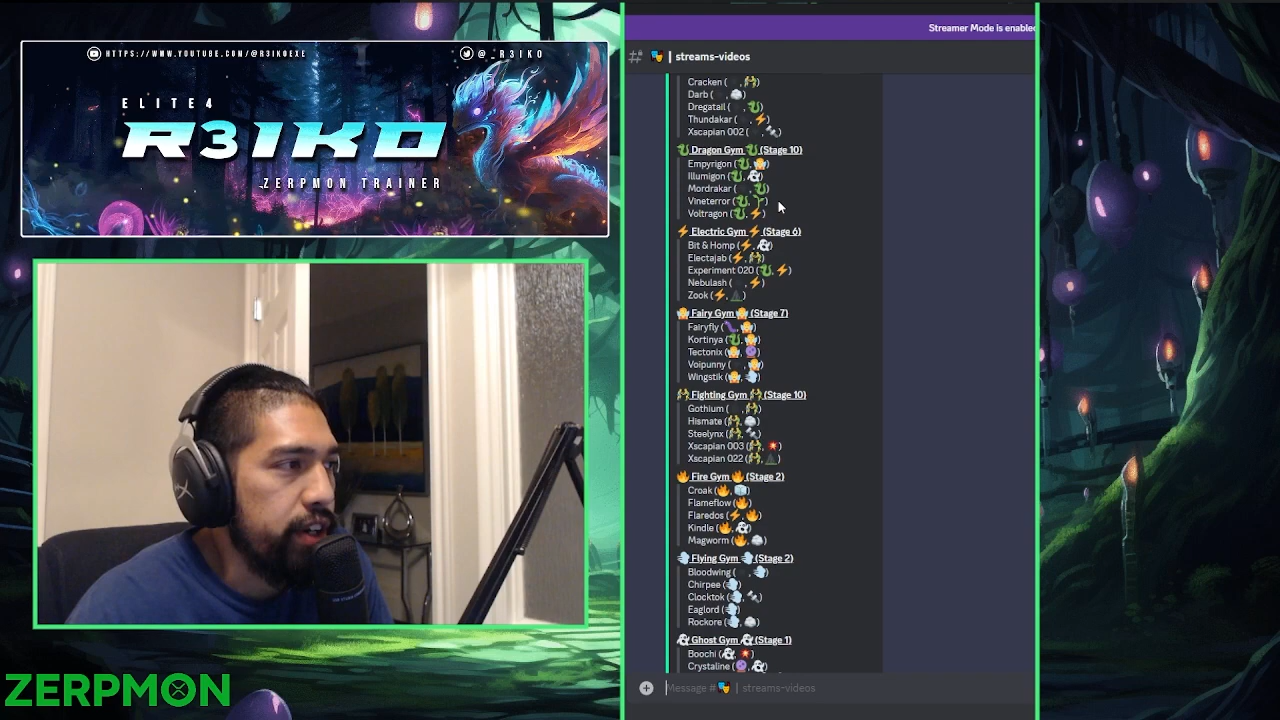 HTTPS://WWW.YOUTUBE.COM/@R3IKOEXE
@_R3IKO
ELITE4
R3IKO
ZERPMON TRAINER
ZERPMON
Streamer Mode is enabled
| streams-videos
Cracken ( , )
Darb ( , )
Dregatail ( , )
Thundakar ( , ⚡)
Xscapian 002 ( , )
🐉 Dragon Gym 🐉 (Stage 10)
Empyrigon (🐉, )
Illumigon (🐉, 👻)
Mordrakar ( , 🐉)
Vineterror (🐉, )
Voltragon (🐉, ⚡)
⚡ Electric Gym ⚡ (Stage 6)
Bit & Homp (⚡, 👻)
Electajab (⚡, )
Experiment 020 (🐉, ⚡)
Nebulash ( , ⚡)
Zook (⚡, )
Fairy Gym (Stage 7)
Fairyfly ( , )
Kortinya (🐉, )
Tectonix ( , )
Voipunny ( , )
Wingstik ( , 💨)
Fighting Gym (Stage 10)
Gothium ( , )
Hismate ( , )
Steelynx ( , )
Xscapian 003 ( , 💥)
Xscapian 022 ( , )
🔥 Fire Gym 🔥 (Stage 2)
Croak (🔥, 🧊)
Flameflow (🔥)
Flaredos (⚡, 🔥)
Kindle (🔥, 👻)
Magworm (🔥, )
💨 Flying Gym 💨 (Stage 2)
Bloodwing ( , 💨)
Chirpee (💨)
Clocktok (💨, )
Eaglord (💨)
Rockore (💨, )
👻 Ghost Gym 👻 (Stage 1)
Boochi (👻, 💥)
Crystaline (🔮, 👻)
Message # | streams-videos